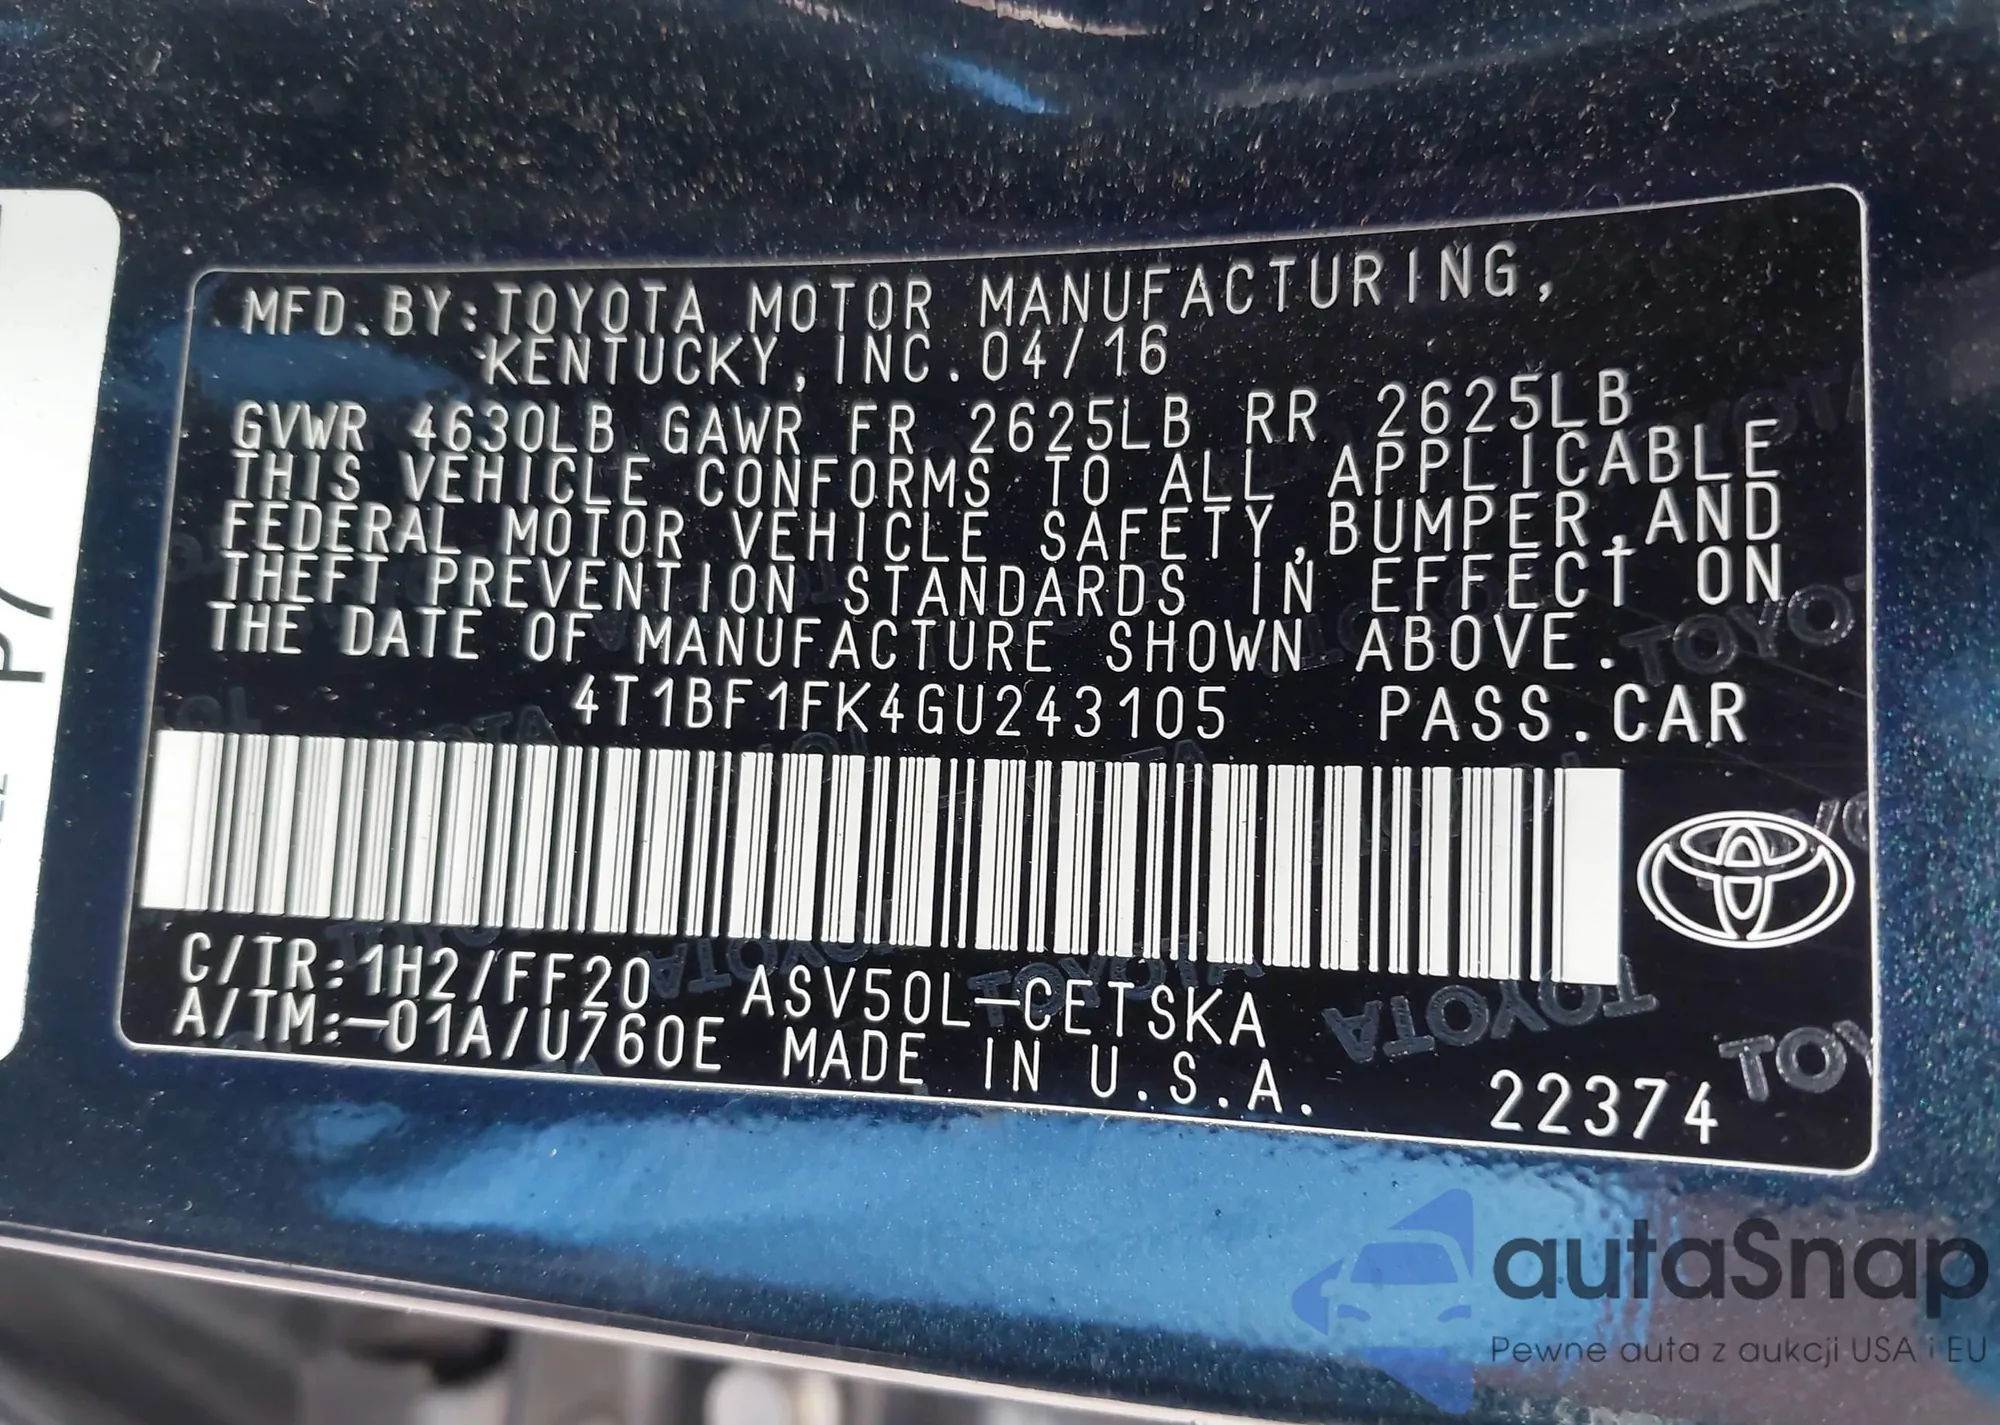 MFD.BY:TOYOTA MOTOR MANUFACTURING,
KENTUCKY, INC. 04/16
GVWR 4630LB GAWR FR 2625LB RR 2625LB
THIS VEHICLE CONFORMS TO ALL APPLICABLE
FEDERAL MOTOR VEHICLE SAFETY, BUMPER, AND
THEFT PREVENTION STANDARDS IN EFFECT ON
THE DATE OF MANUFACTURE SHOWN ABOVE.
4T1BF1FK4GU243105 PASS.CAR
C/TR:1H2/FF20 ASV50L-CETSKA
A/TM:-01A/U760E MADE IN U.S.A.
22374
autaSnap
Pewne auta z aukcji USA i EU